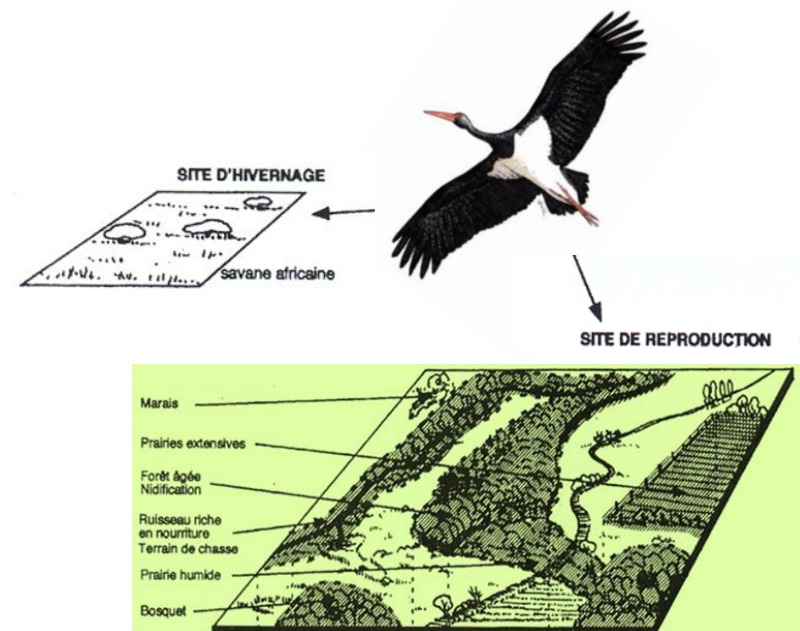 SITE D'HIVERNAGE
savane africaine
SITE DE REPRODUCTION
Marais
Prairies extensives
Forêt âgée
Nidification
Ruisseau riche
en nourriture
Terrain de chasse
Prairie humide
Bosquet